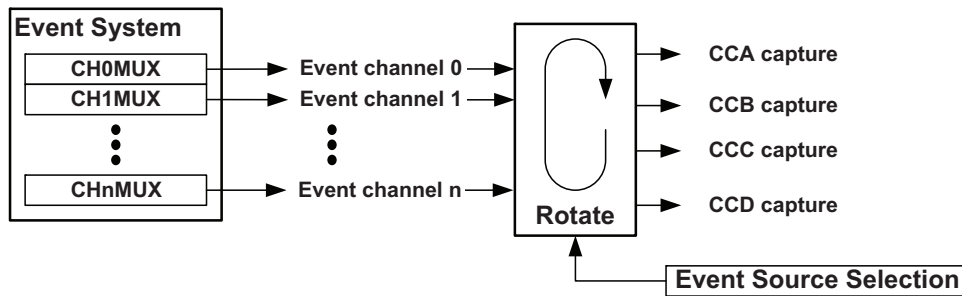 Event System
CH0MUX
Event channel 0
CCA capture
CH1MUX
Event channel 1
CCB capture
CCC capture
CHnMUX
Event channel n
Rotate
CCD capture
Event Source Selection